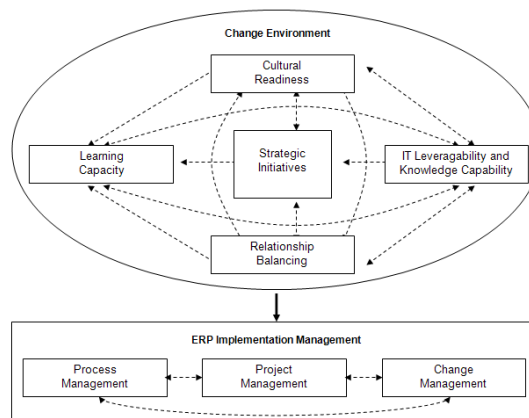 Change Environment
Cultural
Readiness
Learning
Capacity
Strategic
Initiatives
IT Leveragability and
Knowledge Capability
Relationship
Balancing
ERP Implementation Management
Process
Management
Project
Management
Change
Management